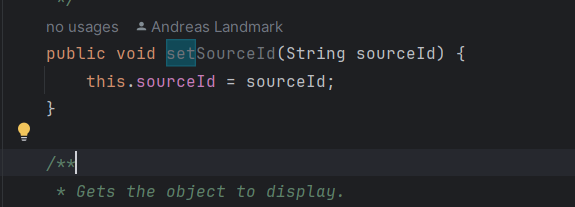 */
no usages Andreas Landmark
public void setSourceId(String sourceId) {
this.sourceId = sourceId;
}
/**
* Gets the object to display.